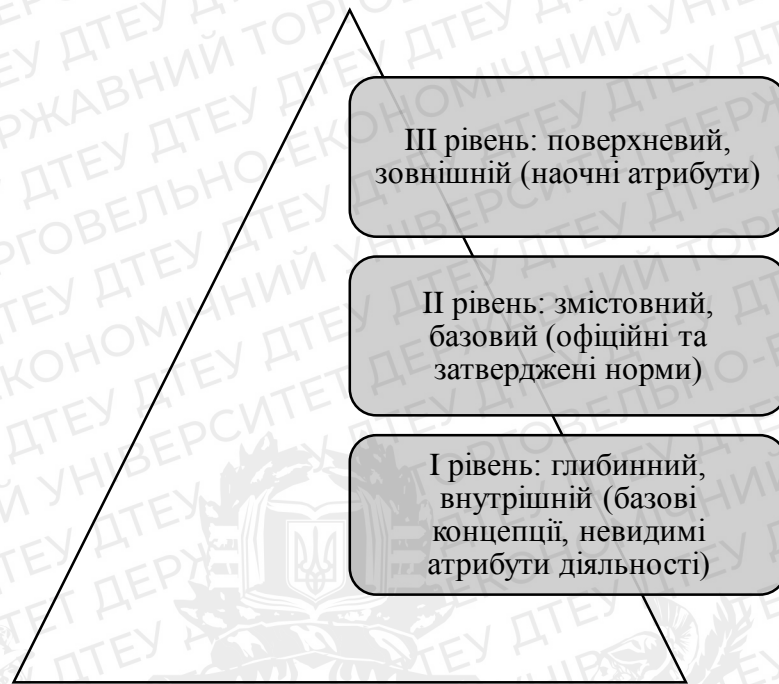 III рівень: поверхневий,
зовнішній (наочні атрибути)
II рівень: змістовний,
базовий (офіційні та
затверджені норми)
I рівень: глибинний,
внутрішній (базові
концепції, невидимі
атрибути діяльності)